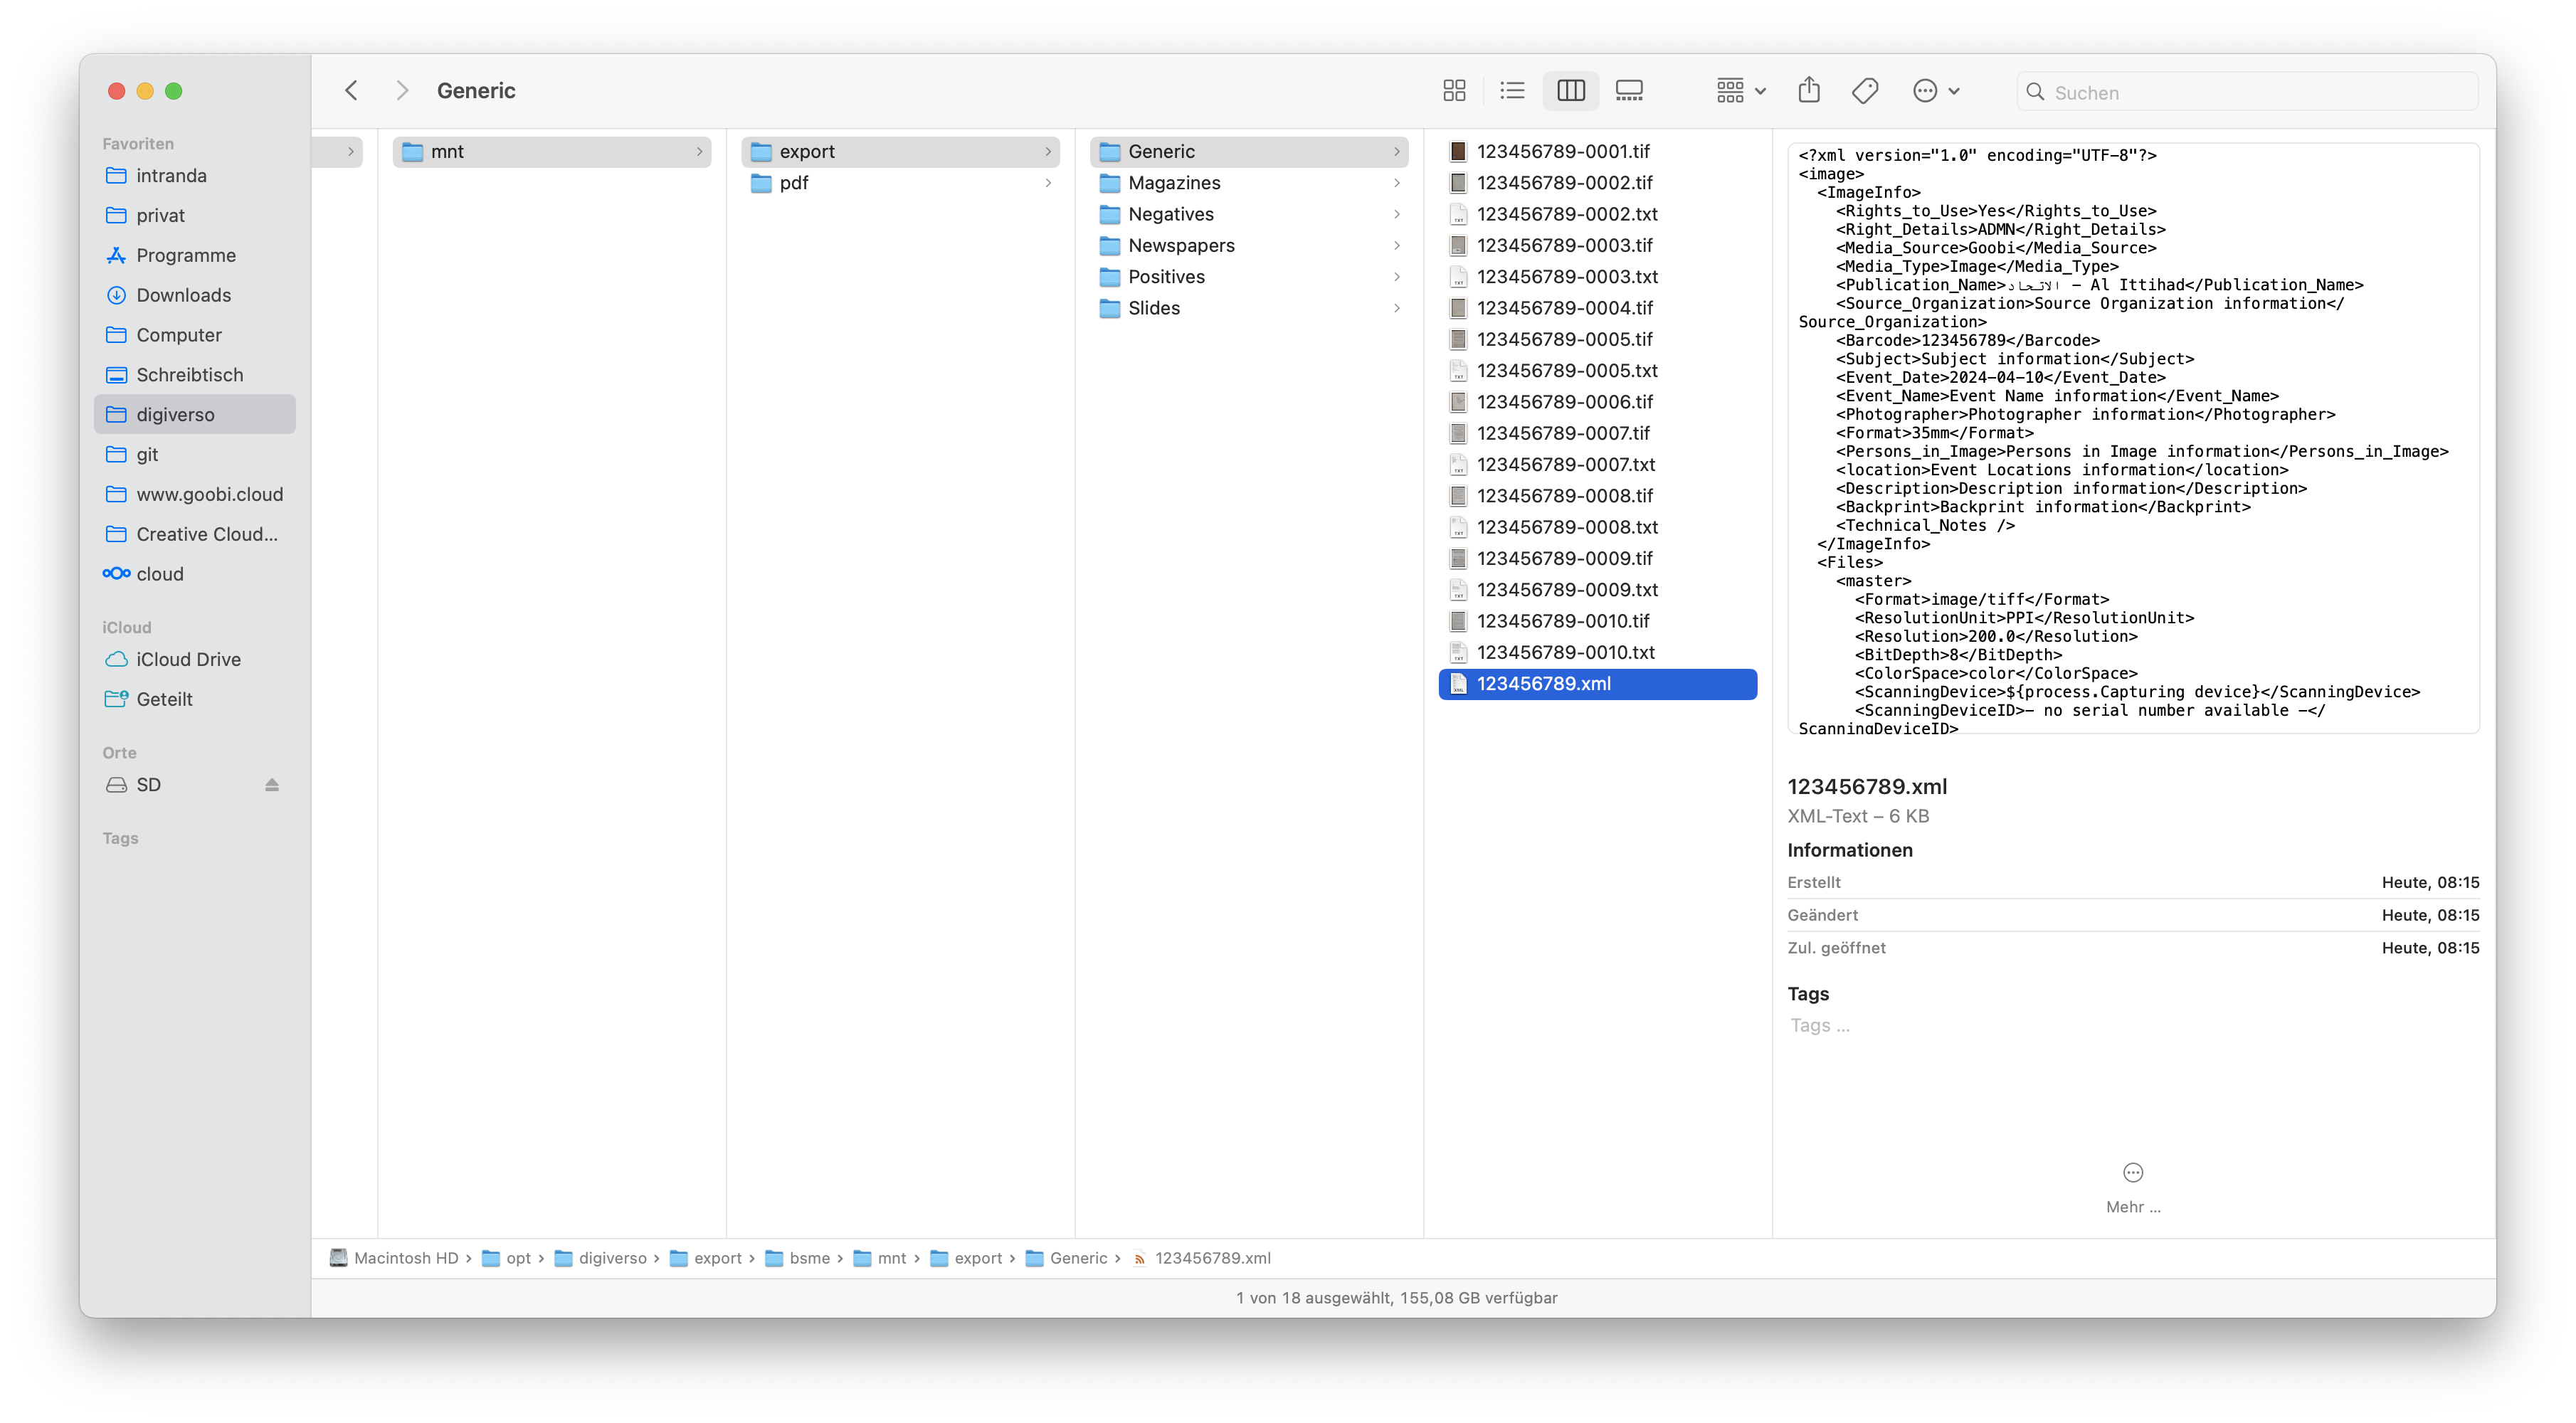 Generic
Suchen
Favoriten
intranda
privat
Programme
Downloads
Computer
Schreibtisch
digiverso
git
www.goobi.cloud
Creative Cloud...
cloud
iCloud
iCloud Drive
Geteilt
Orte
SD
Tags
mnt
export
pdf
Generic
Magazines
Negatives
Newspapers
Positives
Slides
123456789-0001.tif
123456789-0002.tif
123456789-0002.txt
123456789-0003.tif
123456789-0003.txt
123456789-0004.tif
123456789-0005.tif
123456789-0005.txt
123456789-0006.tif
123456789-0007.tif
123456789-0007.txt
123456789-0008.tif
123456789-0008.txt
123456789-0009.tif
123456789-0009.txt
123456789-0010.tif
123456789-0010.txt
123456789.xml
<?xml version="1.0" encoding="UTF-8"?>
<image>
<ImageInfo>
<Rights_to_Use>Yes</Rights_to_Use>
<Right_Details>ADMN</Right_Details>
<Media_Source>Goobi</Media_Source>
<Media_Type>Image</Media_Type>
<Publication_Name>الاتحاد - Al Ittihad</Publication_Name>
<Source_Organization>Source Organization information</
Source_Organization>
<Barcode>123456789</Barcode>
<Subject>Subject information</Subject>
<Event_Date>2024-04-10</Event_Date>
<Event_Name>Event Name information</Event_Name>
<Photographer>Photographer information</Photographer>
<Format>35mm</Format>
<Persons_in_Image>Persons in Image information</Persons_in_Image>
<location>Event Locations information</location>
<Description>Description information</Description>
<Backprint>Backprint information</Backprint>
<Technical_Notes />
</ImageInfo>
<Files>
<master>
<Format>image/tiff</Format>
<ResolutionUnit>PPI</ResolutionUnit>
<Resolution>200.0</Resolution>
<BitDepth>8</BitDepth>
<ColorSpace>color</ColorSpace>
<ScanningDevice>${process.Capturing device}</ScanningDevice>
<ScanningDeviceID>- no serial number available -</
ScanningDeviceID>
123456789.xml
XML-Text – 6 KB
Informationen
Erstellt Heute, 08:15
Geändert Heute, 08:15
Zul. geöffnet Heute, 08:15
Tags
Tags ...
Mehr ...
Macintosh HD › opt › digiverso › export › bsme › mnt › export › Generic › 123456789.xml
1 von 18 ausgewählt, 155,08 GB verfügbar